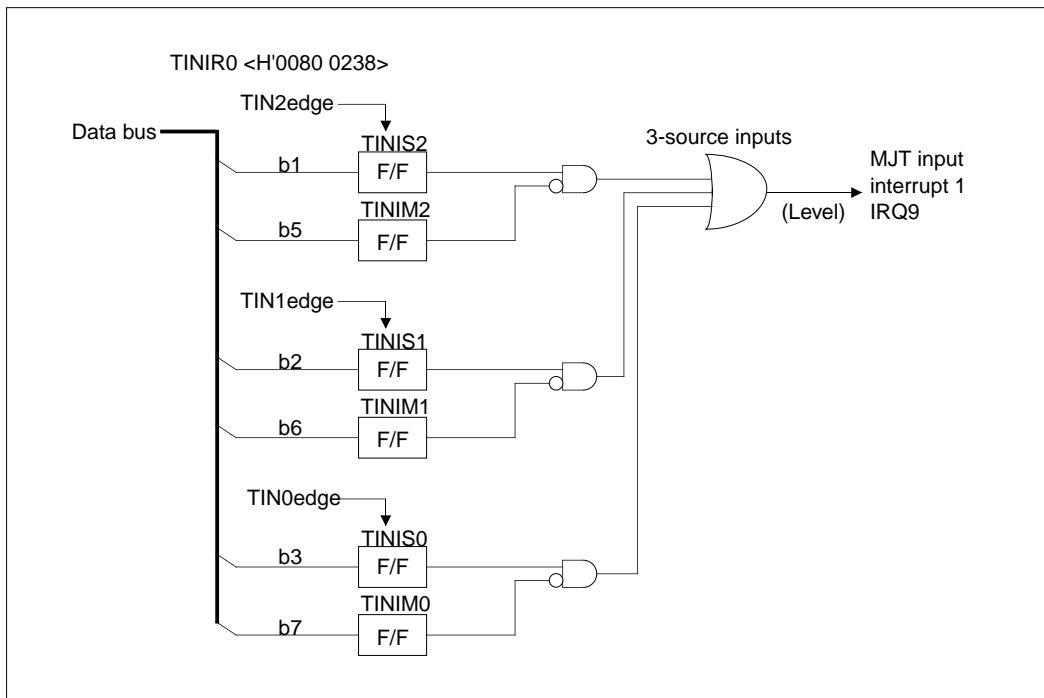 TINIR0 <H'0080 0238>
TIN2edge
Data bus
TINIS2
3-source inputs
b1
F/F
MJT input
interrupt 1
IRQ9
(Level)
TINIM2
b5
F/F
TIN1edge
TINIS1
b2
F/F
TINIM1
b6
F/F
TIN0edge
TINIS0
b3
F/F
TINIM0
b7
F/F